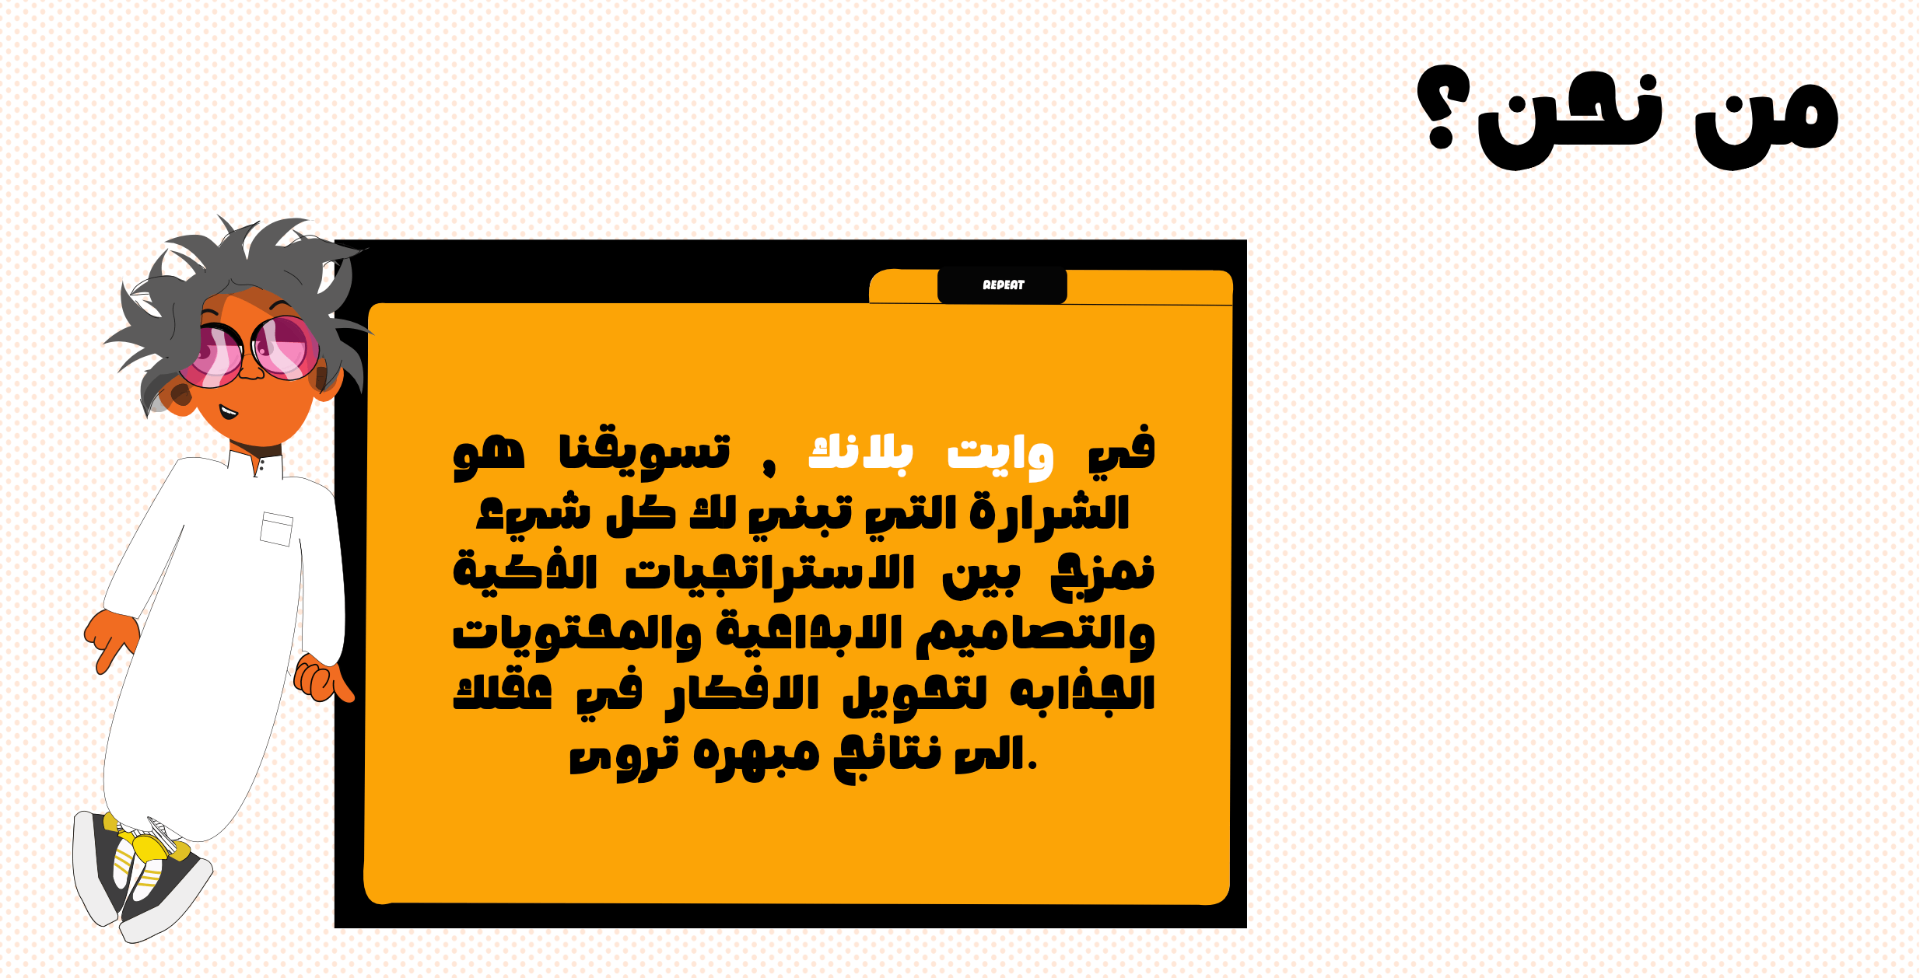 من نحن؟
REPEAT
في وايت بلانك , تسويقنا هو
الشرارة التي تبني لك كل شيء
نمزج بين الاستراتجيات الذكية
والتصاميم الابداعية والمحتويات
الجذابه لتحويل الافكار في عقلك
الى نتائج مبهره تروى.